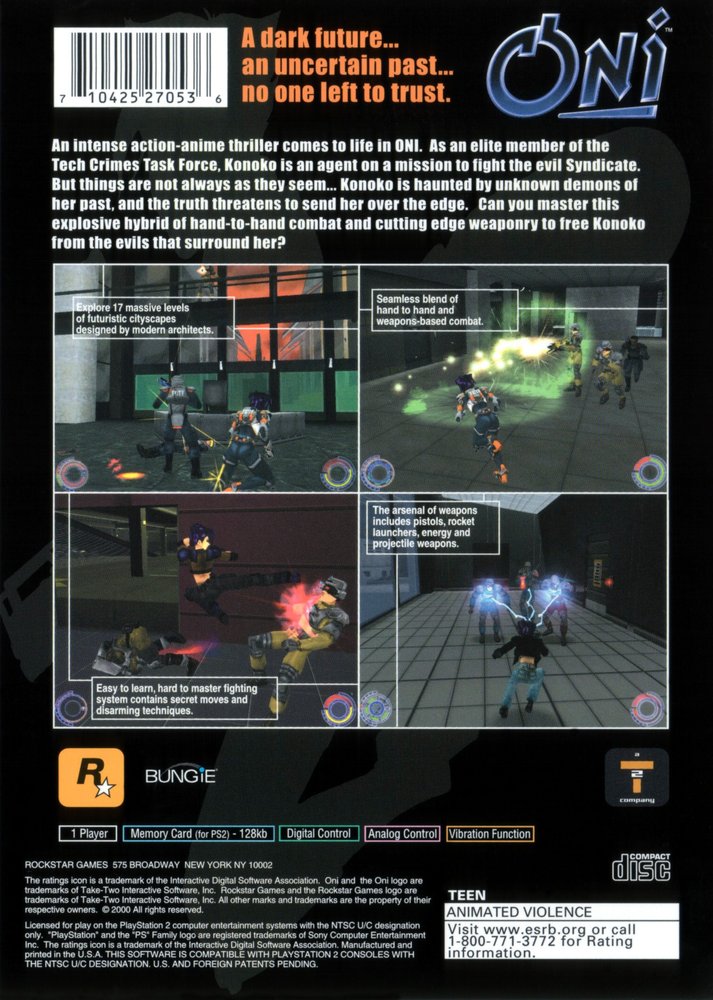 A dark future...
an uncertain past...
no one left to trust.
ONi™
7 10425 27053 6
An intense action-anime thriller comes to life in ONI. As an elite member of the
Tech Crimes Task Force, Konoko is an agent on a mission to fight the evil Syndicate.
But things are not always as they seem... Konoko is haunted by unknown demons of
her past, and the truth threatens to send her over the edge. Can you master this
explosive hybrid of hand-to-hand combat and cutting edge weaponry to free Konoko
from the evils that surround her?
Explore 17 massive levels
of futuristic cityscapes
designed by modern architects.
Seamless blend of
hand to hand and
weapons-based combat.
Easy to learn, hard to master fighting
system contains secret moves and
disarming techniques.
The arsenal of weapons
includes pistols, rocket
launchers, energy and
projectile weapons.
R
BUNGiE
a
T2
company
1 Player
Memory Card (for PS2) - 128kb
Digital Control
Analog Control
Vibration Function
ROCKSTAR GAMES 575 BROADWAY NEW YORK NY 10002
The ratings icon is a trademark of the Interactive Digital Software Association. Oni and the Oni logo are
trademarks of Take-Two Interactive Software, Inc. Rockstar Games and the Rockstar Games logo are
trademarks of Take-Two Interactive Software, Inc. All other marks and trademarks are the property of their
respective owners. © 2000 All rights reserved.
Licensed for play on the PlayStation 2 computer entertainment systems with the NTSC U/C designation
only. "PlayStation" and the "PS" Family logo are registered trademarks of Sony Computer Entertainment
Inc. The ratings icon is a trademark of the Interactive Digital Software Association. Manufactured and
printed in the U.S.A. THIS SOFTWARE IS COMPATIBLE WITH PLAYSTATION 2 CONSOLES WITH
THE NTSC U/C DESIGNATION. U.S. AND FOREIGN PATENTS PENDING.
COMPACT
disc
TEEN
ANIMATED VIOLENCE
Visit www.esrb.org or call
1-800-771-3772 for Rating
information.